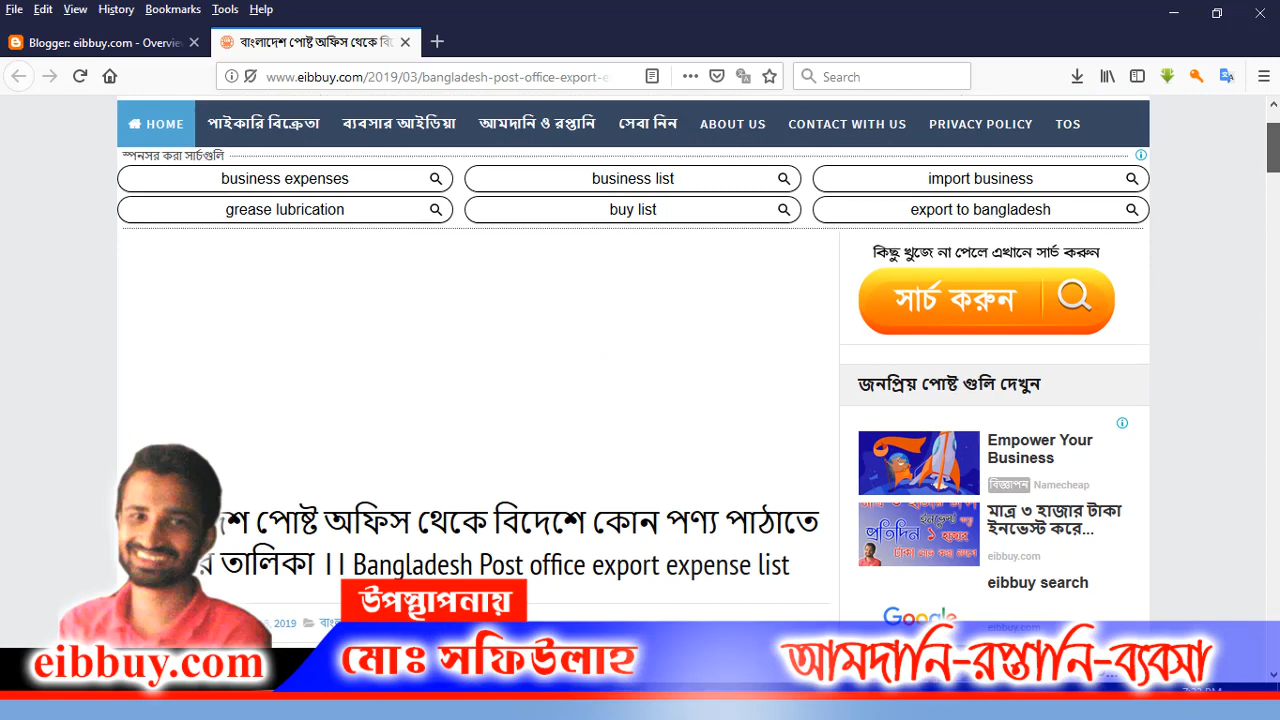 File Edit View History Bookmarks Tools Help
Blogger: eibbuy.com - Overvie
বাংলাদেশ পোষ্ট অফিস থেকে বি
www.eibbuy.com/2019/03/bangladesh-post-office-export-e
Search
HOME পাইকারি বিক্রেতা ব্যবসার আইডিয়া আমদানি ও রপ্তানি সেবা নিন ABOUT US CONTACT WITH US PRIVACY POLICY TOS
স্পনসর করা সার্চগুলি
business expenses business list import business
grease lubrication buy list export to bangladesh
কিছু খুজে না পেলে এখানে সার্ভ করুন
সার্চ করুন
জনপ্রিয় পোষ্ট গুলি দেখুন
Empower Your
Business
বিজ্ঞাপন Namecheap
মাত্র ৩ হাজার টাকা
ইনভেস্ট করে...
প্রতিদিন ১ হাজার
eibbuy.com
eibbuy search
Google
শে পোস্ট অফিস থেকে বিদেশে কোন পণ্য পাঠাতে
র তালিকা ।। Bangladesh Post office export expense list
, 2019
উপস্থাপনায়
eibbuy.com মোঃ সফিউলাহ আমদানি-রপ্তানি-ব্যবসা